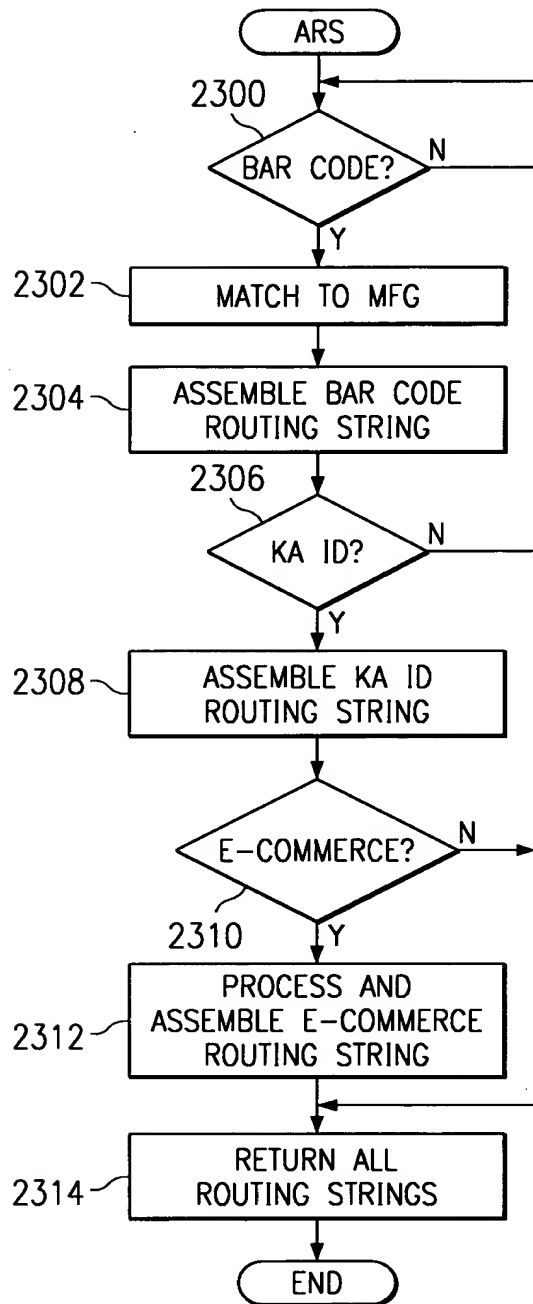 ARS
2300
BAR CODE?
N
Y
2302
MATCH TO MFG
2304
ASSEMBLE BAR CODE
ROUTING STRING
2306
KA ID?
N
Y
2308
ASSEMBLE KA ID
ROUTING STRING
E-COMMERCE?
N
2310
Y
PROCESS AND
2312
ASSEMBLE E-COMMERCE
ROUTING STRING
RETURN ALL
2314
ROUTING STRINGS
END